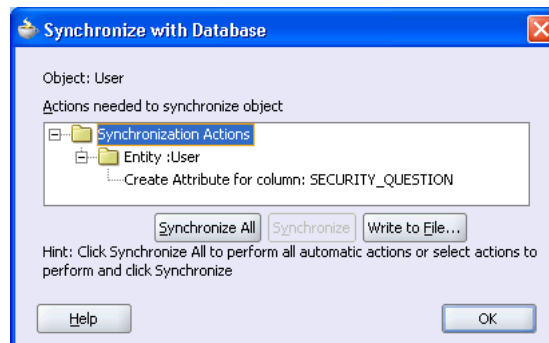 Synchronize with Database
Object: User
Actions needed to synchronize object
Synchronization Actions
Entity :User
Create Attribute for column: SECURITY_QUESTION
Synchronize All Synchronize Write to File...
Hint: Click Synchronize All to perform all automatic actions or select actions to
perform and click Synchronize
Help OK